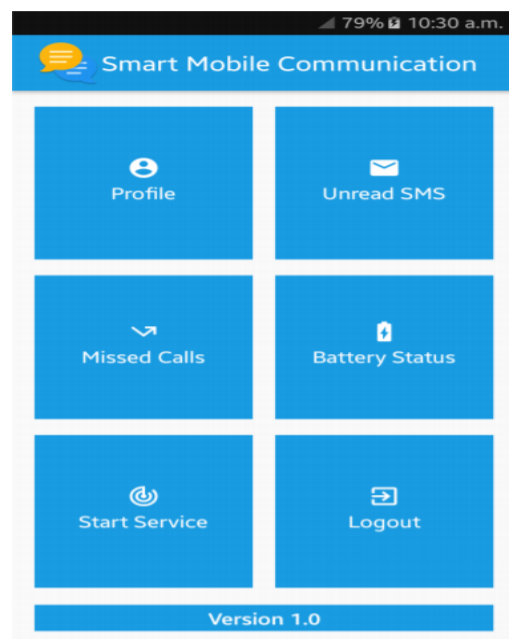 79% 10:30 a.m.
Smart Mobile Communication
Profile
Unread SMS
Missed Calls
Battery Status
Start Service
Logout
Version 1.0